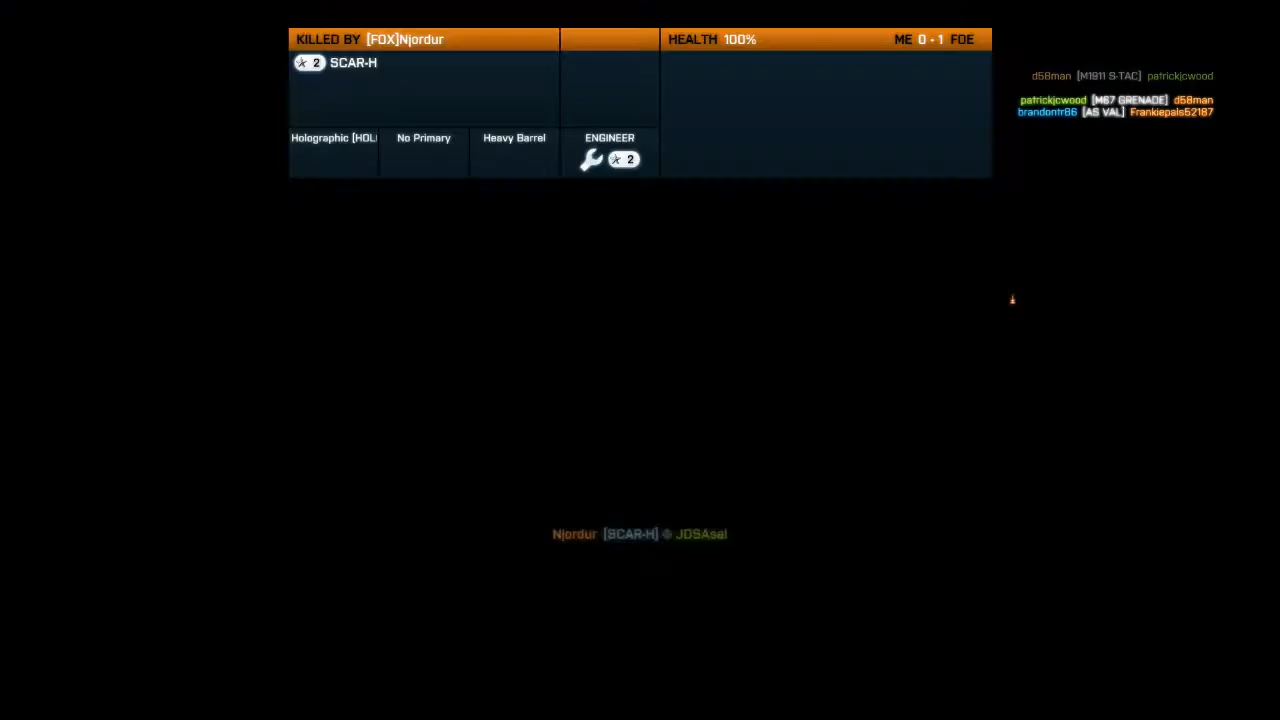 KILLED BY [FOX]Njordur HEALTH 100% ME 0 - 1 FOE
2 SCAR-H
d58man [M1911 S-TAC] patrickjcwood
patrickjcwood [M67 GRENADE] d58man
brandontr86 [AS VAL] Frankiepals52187
Holographic [HOL No Primary Heavy Barrel ENGINEER
2
Njordur [SCAR-H] JDSAsal